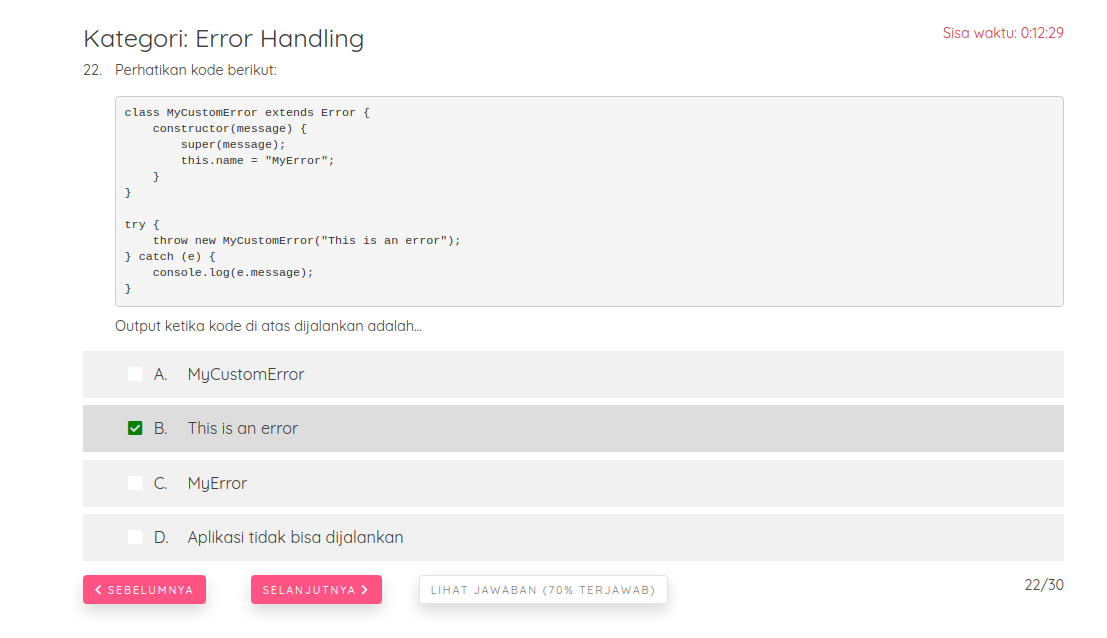 Kategori: Error Handling
Sisa waktu: 0:12:29
22. Perhatikan kode berikut:
class MyCustomError extends Error {
    constructor(message) {
        super(message);
        this.name = "MyError";
    }
}

try {
    throw new MyCustomError("This is an error");
} catch (e) {
    console.log(e.message);
}
Output ketika kode di atas dijalankan adalah...
A. MyCustomError
B. This is an error
C. MyError
D. Aplikasi tidak bisa dijalankan
SEBELUMNYA SELANJUTNYA LIHAT JAWABAN (70% TERJAWAB) 22/30